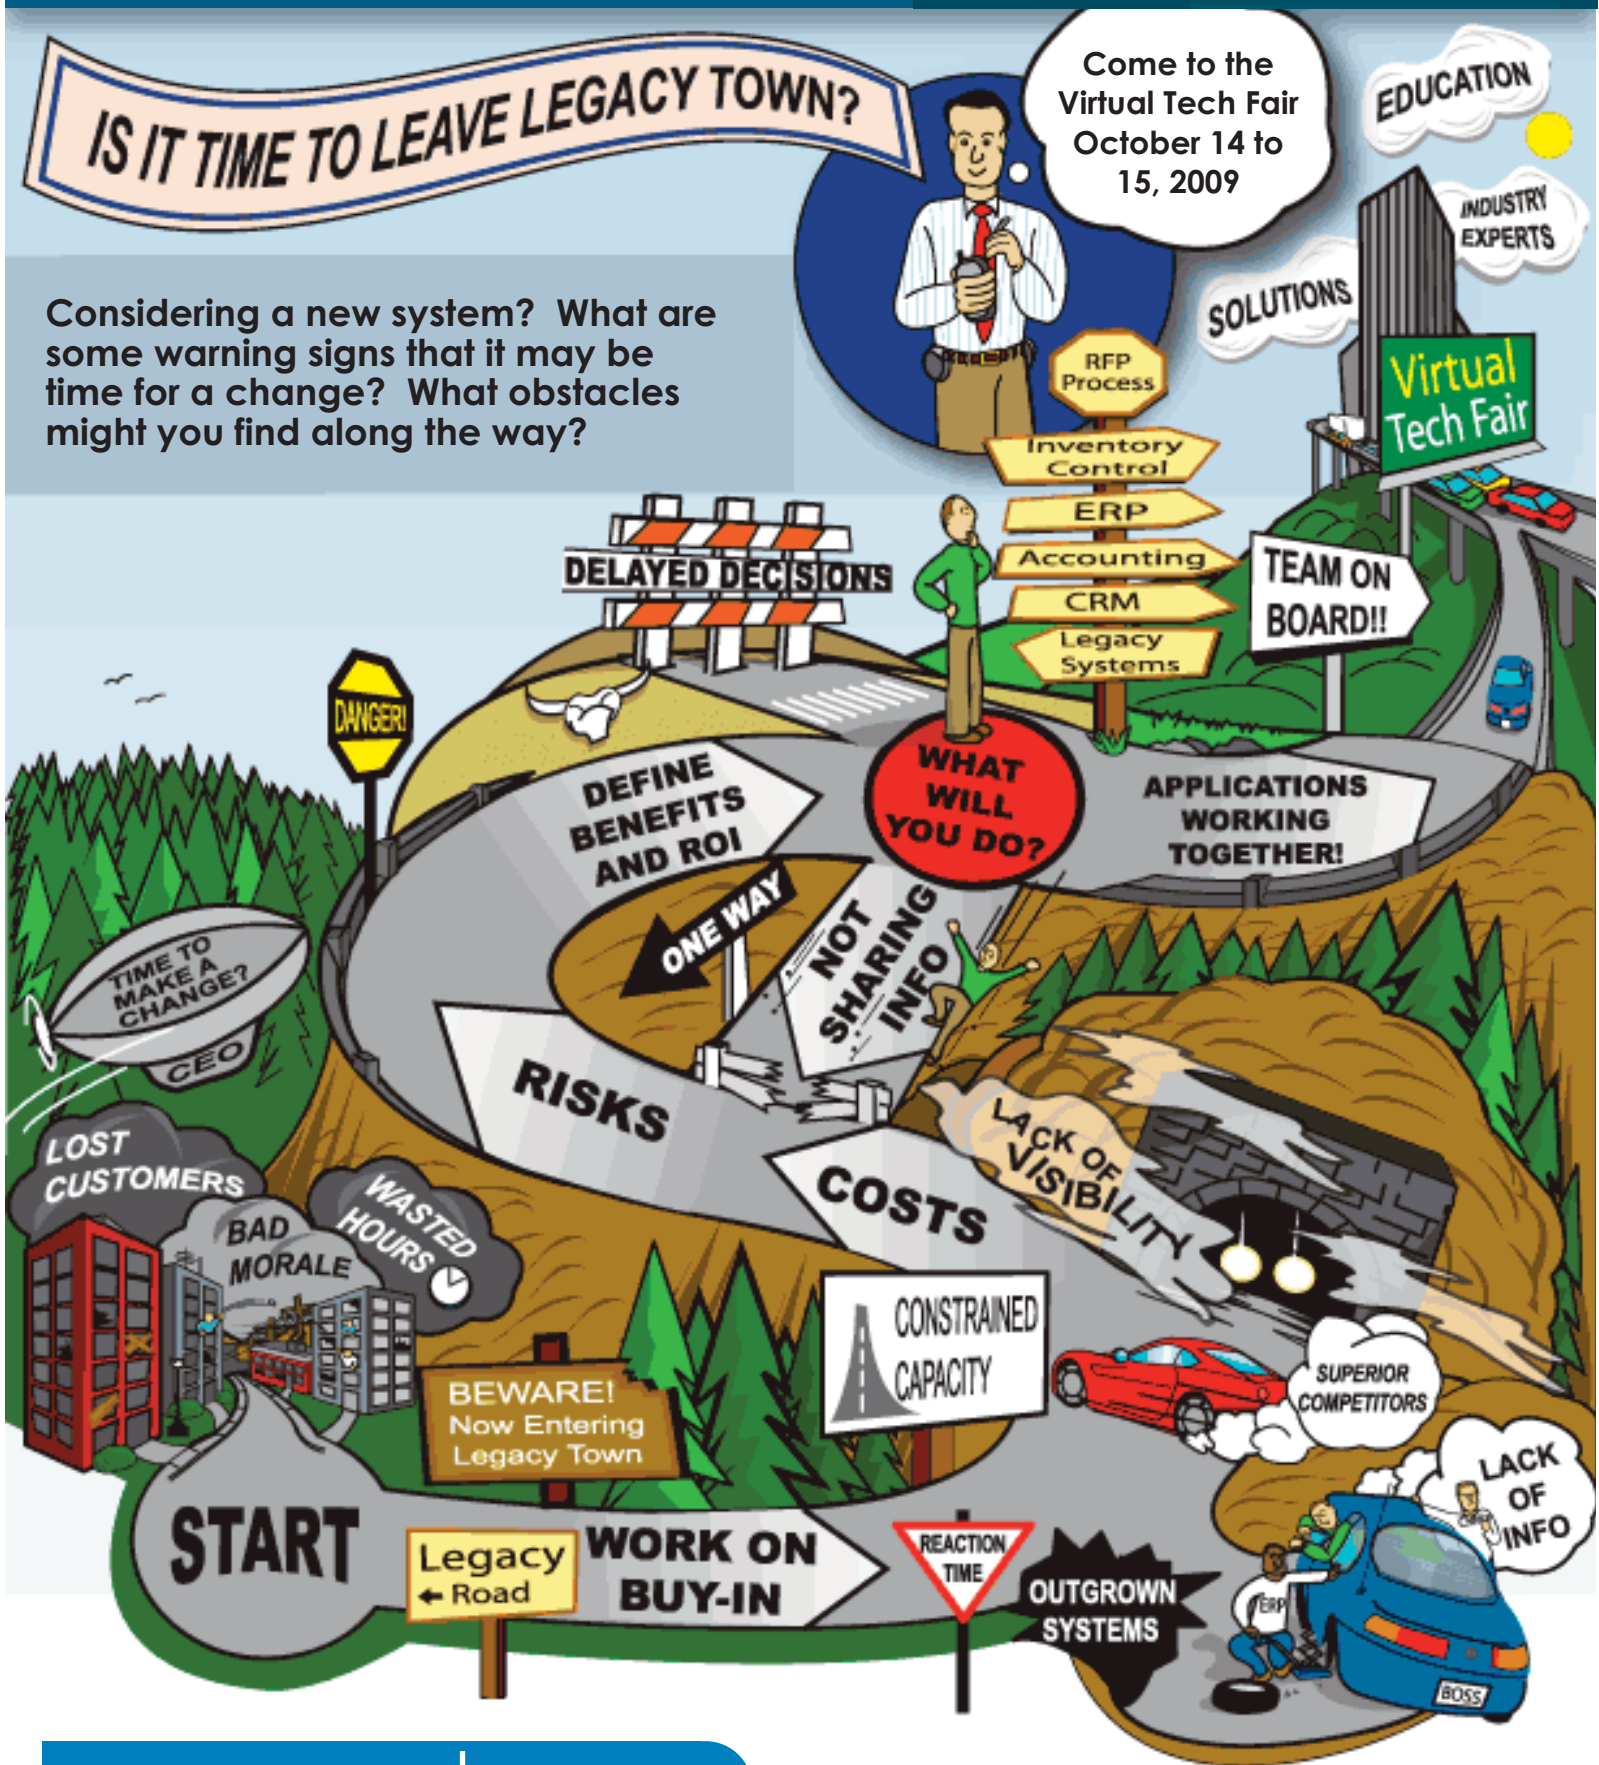 IS IT TIME TO LEAVE LEGACY TOWN?
Come to the
Virtual Tech Fair
October 14 to
15, 2009
EDUCATION
INDUSTRY
EXPERTS
SOLUTIONS
Considering a new system? What are
some warning signs that it may be
time for a change? What obstacles
might you find along the way?
RFP
Process
Inventory
Control
ERP
Accounting
CRM
Legacy
Systems
Virtual
Tech Fair
DELAYED DECISIONS
TEAM ON
BOARD!!
DANGER!
DEFINE
BENEFITS
AND ROI
WHAT
WILL
YOU DO?
APPLICATIONS
WORKING
TOGETHER!
ONE WAY
NOT
SHARING
INFO
TIME TO
MAKE A
CHANGE?
CEO
RISKS
COSTS
LACK OF
VISIBILITY
LOST
CUSTOMERS
BAD
MORALE
WASTED
HOURS
CONSTRAINED
CAPACITY
SUPERIOR
COMPETITORS
BEWARE!
Now Entering
Legacy Town
LACK
OF
INFO
START
Legacy
← Road
WORK ON
BUY-IN
REACTION
TIME
OUTGROWN
SYSTEMS
ERP
BOSS